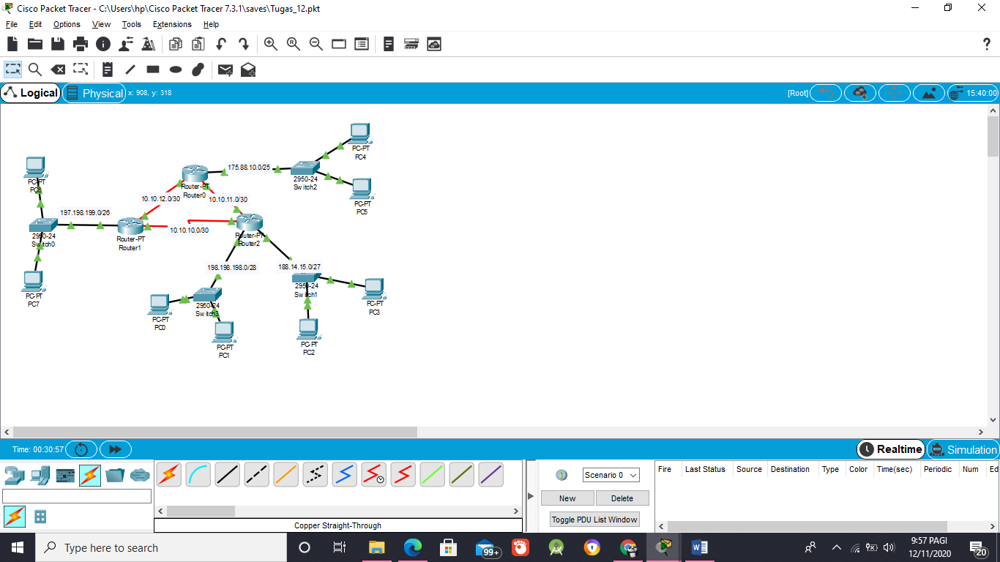 Cisco Packet Tracer - C:\Users\hp\Cisco Packet Tracer 7.3.1\saves\Tugas_12.pkt
File Edit Options View Tools Extensions Help
Logical Physical x: 908, y: 318 [Root] 15:40:00
PC-PT
PC4
175.88.10.0/25
2950-24
Switch2
PC-PT
PC6
Router-PT
Router0
10.10.12.0/30
10.10.11.0/30
PC-PT
PC5
197.198.199.0/26
2950-24
Switch0
Router-PT
Router1
10.10.10.0/30
Router-PT
Router2
198.198.198.0/28
188.14.15.0/27
2950-24
Switch1
PC-PT
PC7
2950-24
Switch3
PC-PT
PC3
PC-PT
PC0
PC-PT
PC1
PC-PT
PC2
Time: 00:30:57
Realtime Simulation
Scenario 0
New Delete
Toggle PDU List Window
Fire Last Status Source Destination Type Color Time(sec) Periodic Num Ed
Copper Straight-Through
Type here to search
99+
9:57 PAGI
12/11/2020
20